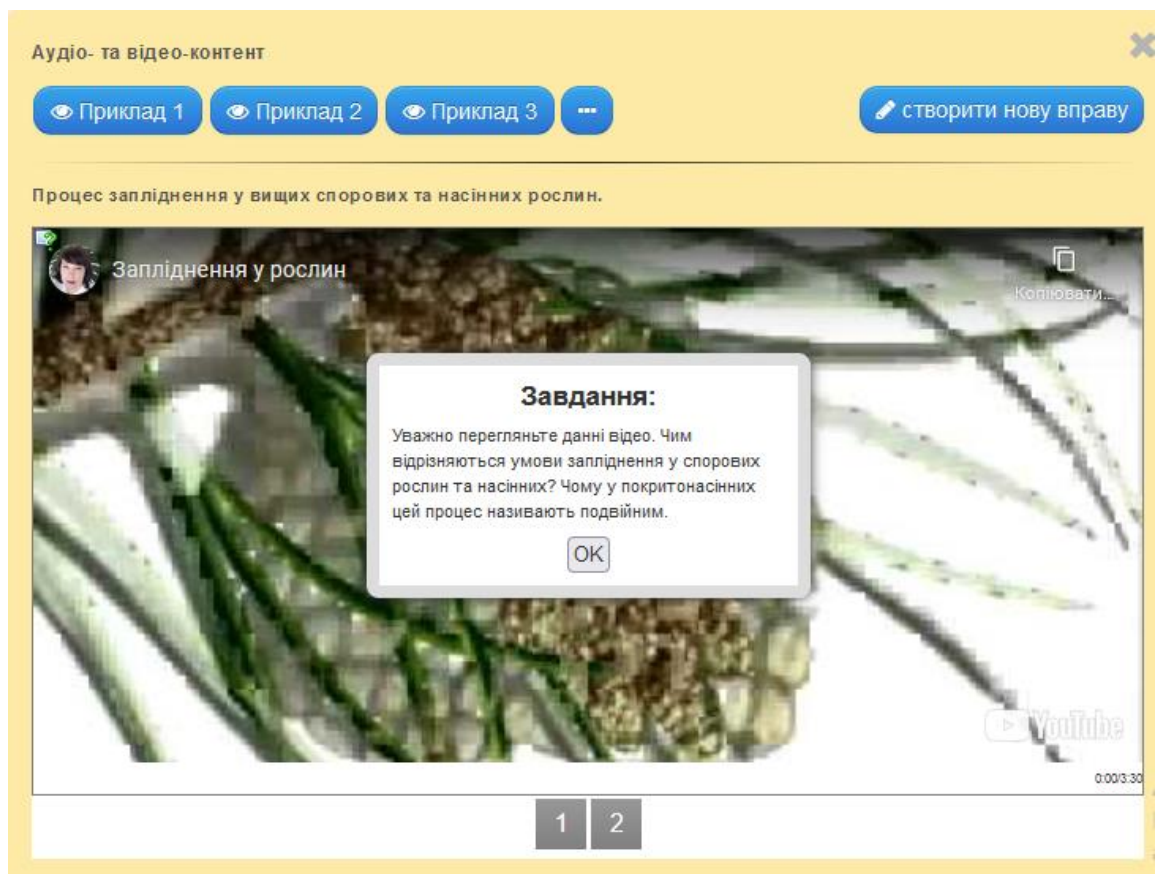 Аудіо- та відео-контент
Приклад 1 Приклад 2 Приклад 3 ... створити нову вправу
Процес запліднення у вищих спорових та насінних рослин.
Запліднення у рослин
Копіювати...
Завдання:
Уважно перегляньте данні відео. Чим
відрізняються умови запліднення у спорових
рослин та насінних? Чому у покритонасінних
цей процес називають подвійним.
OK
YouTube
0:00/3:30
1 2